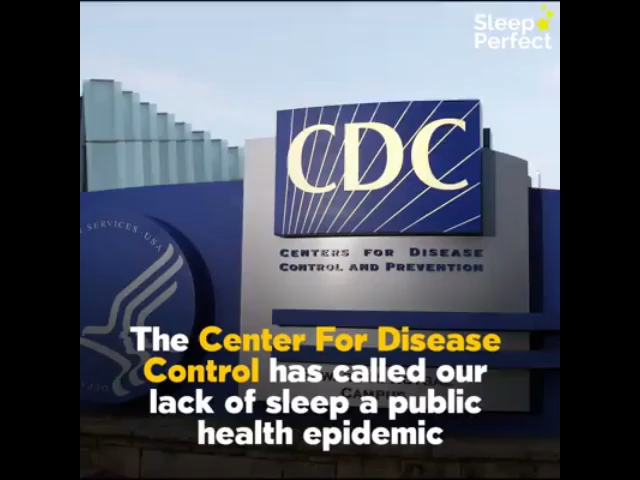 Sleep
Perfect
CDC
CENTERS FOR DISEASE
CONTROL AND PREVENTION
SERVICES·USA
The Center For Disease
Control has called our
lack of sleep a public
health epidemic
CAMPUS